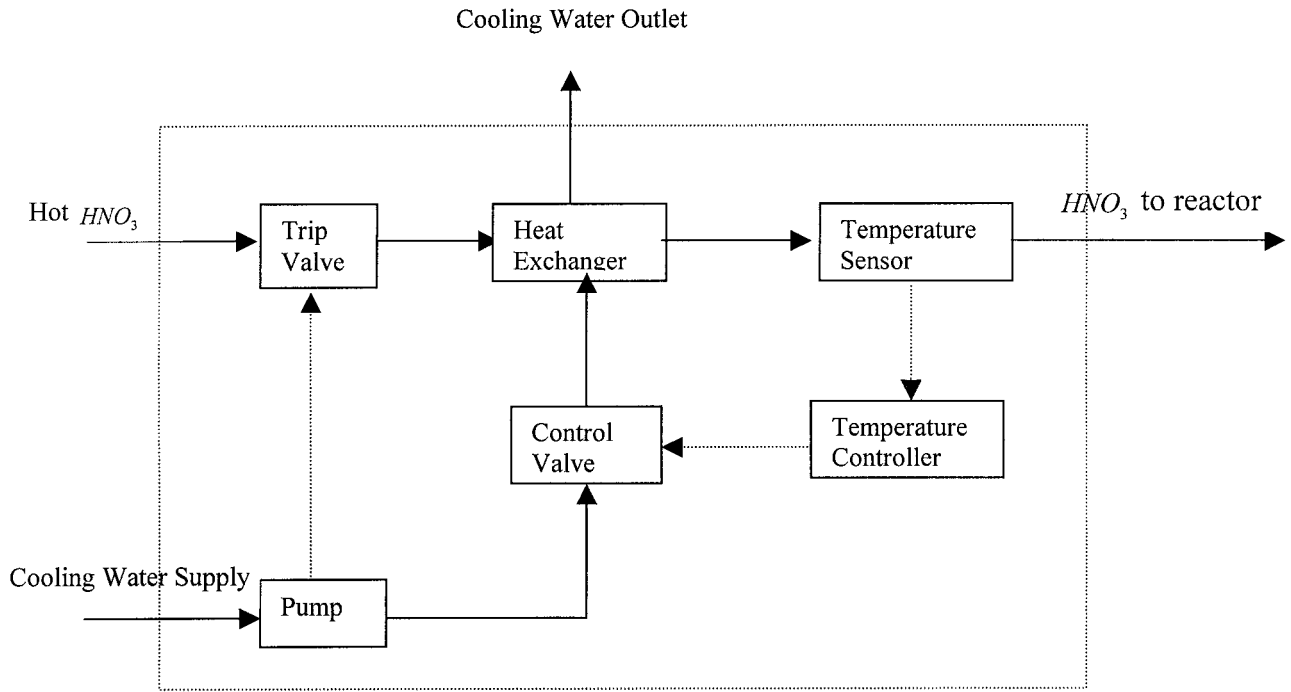 Cooling Water Outlet
Hot HNO₃
HNO₃ to reactor
Trip
Valve
Heat
Exchanger
Temperature
Sensor
Control
Valve
Temperature
Controller
Cooling Water Supply
Pump